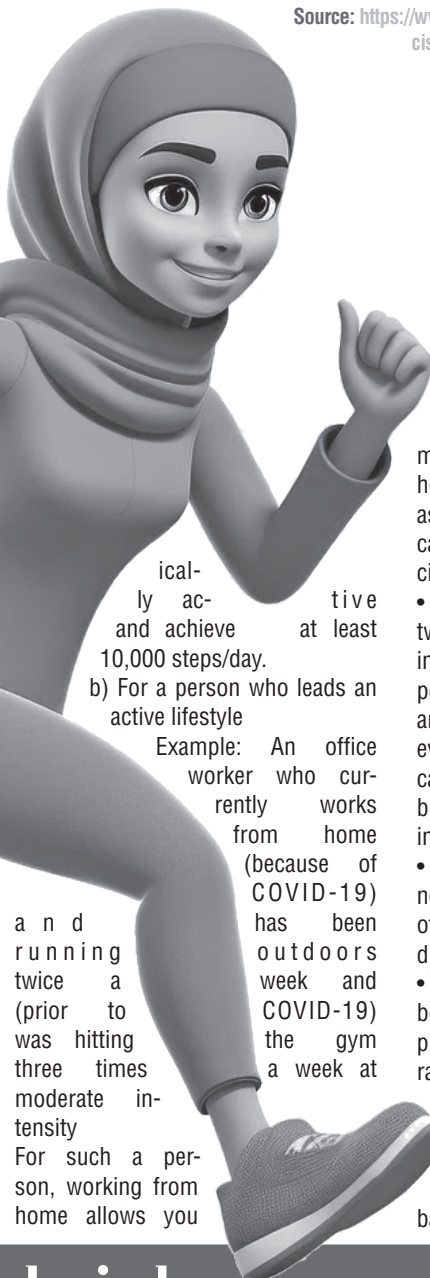 Source: https://w
cis
ical-
ly ac- tive
and achieve at least
10,000 steps/day.
b) For a person who leads an
active lifestyle
Example: An office
worker who cur-
rently works
from home
(because of
COVID-19)
and has been
running outdoors
twice a week and
(prior to COVID-19)
was hitting the gym
three times a week at
moderate in-
tensity
For such a per-
son, working from
home allows you
m
h
as
ca
ci
•
tw
in
p
ar
ev
ca
b
in
•
n
of
d
•
b
p
ra
ba